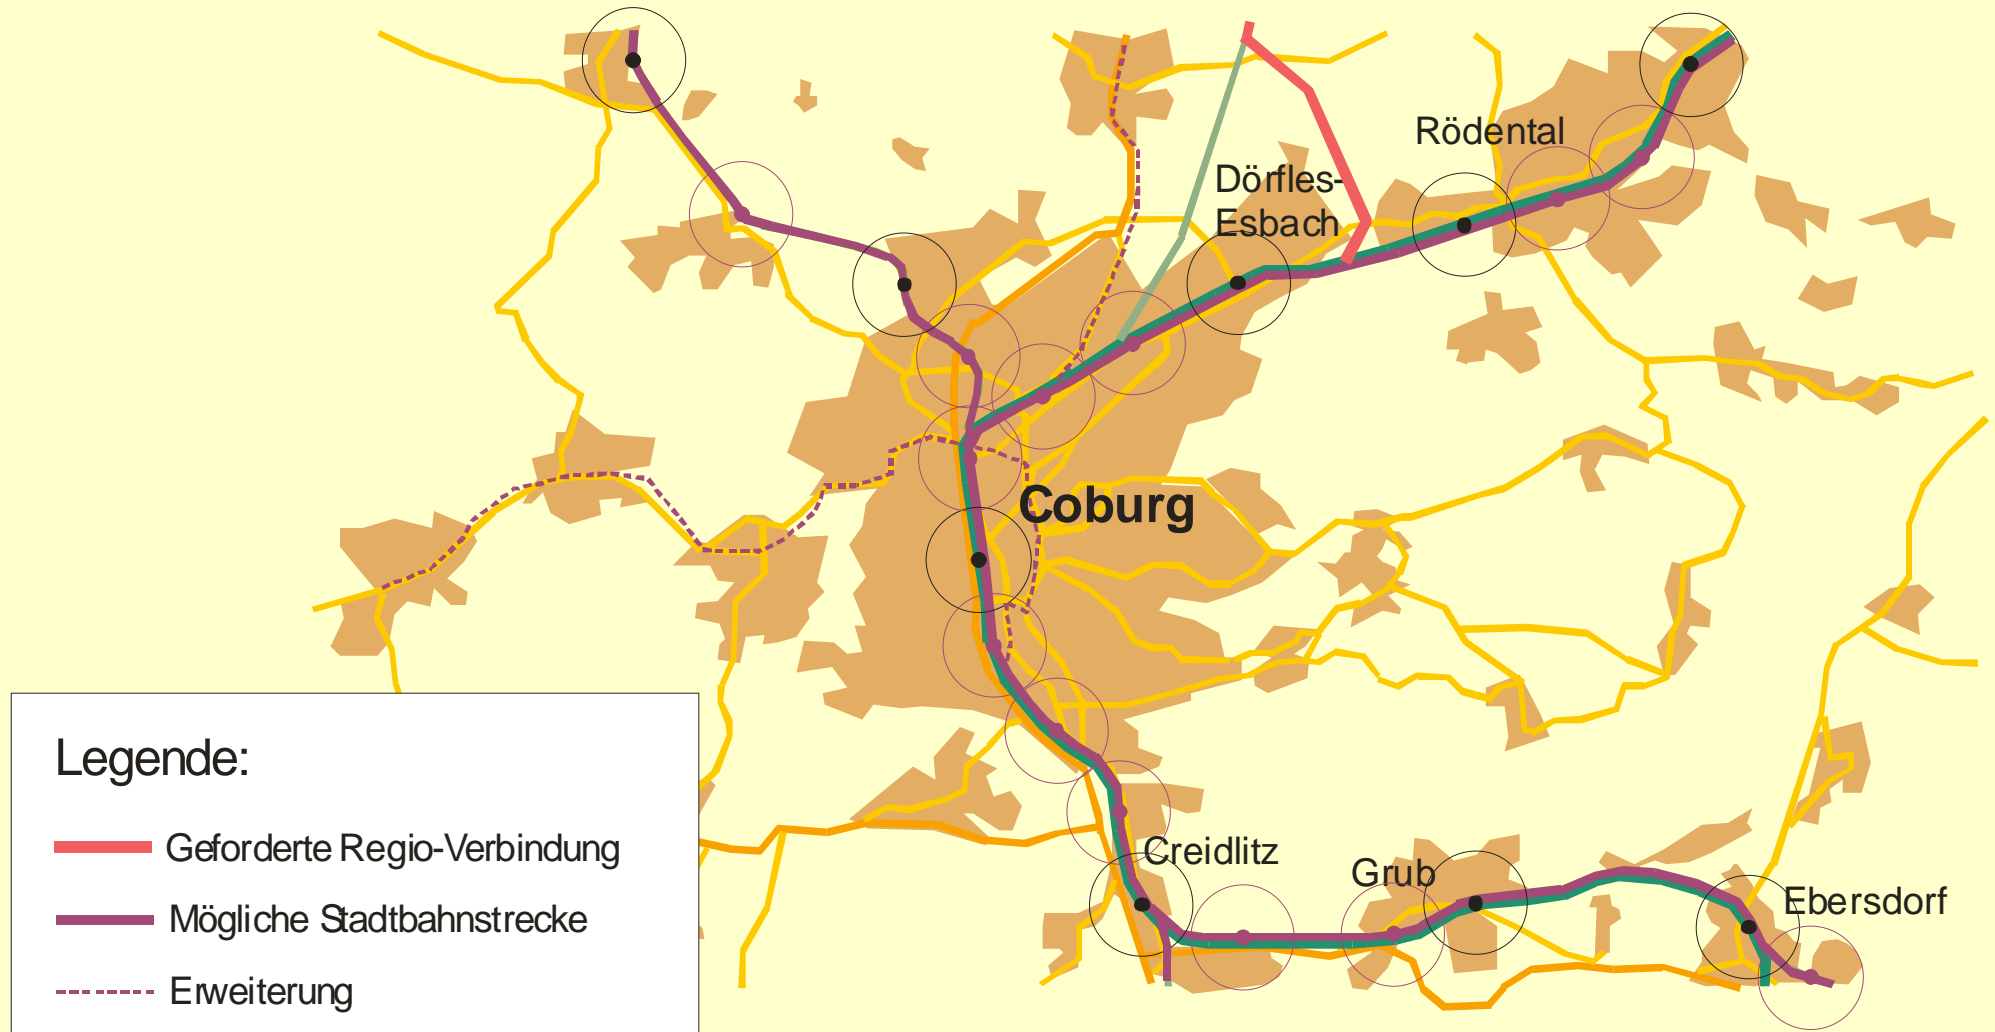 Rödental
Dörfles-
Esbach
Coburg
Creidlitz
Grub
Ebersdorf
Legende:
Geforderte Regio-Verbindung
Mögliche Stadtbahnstrecke
Erweiterung